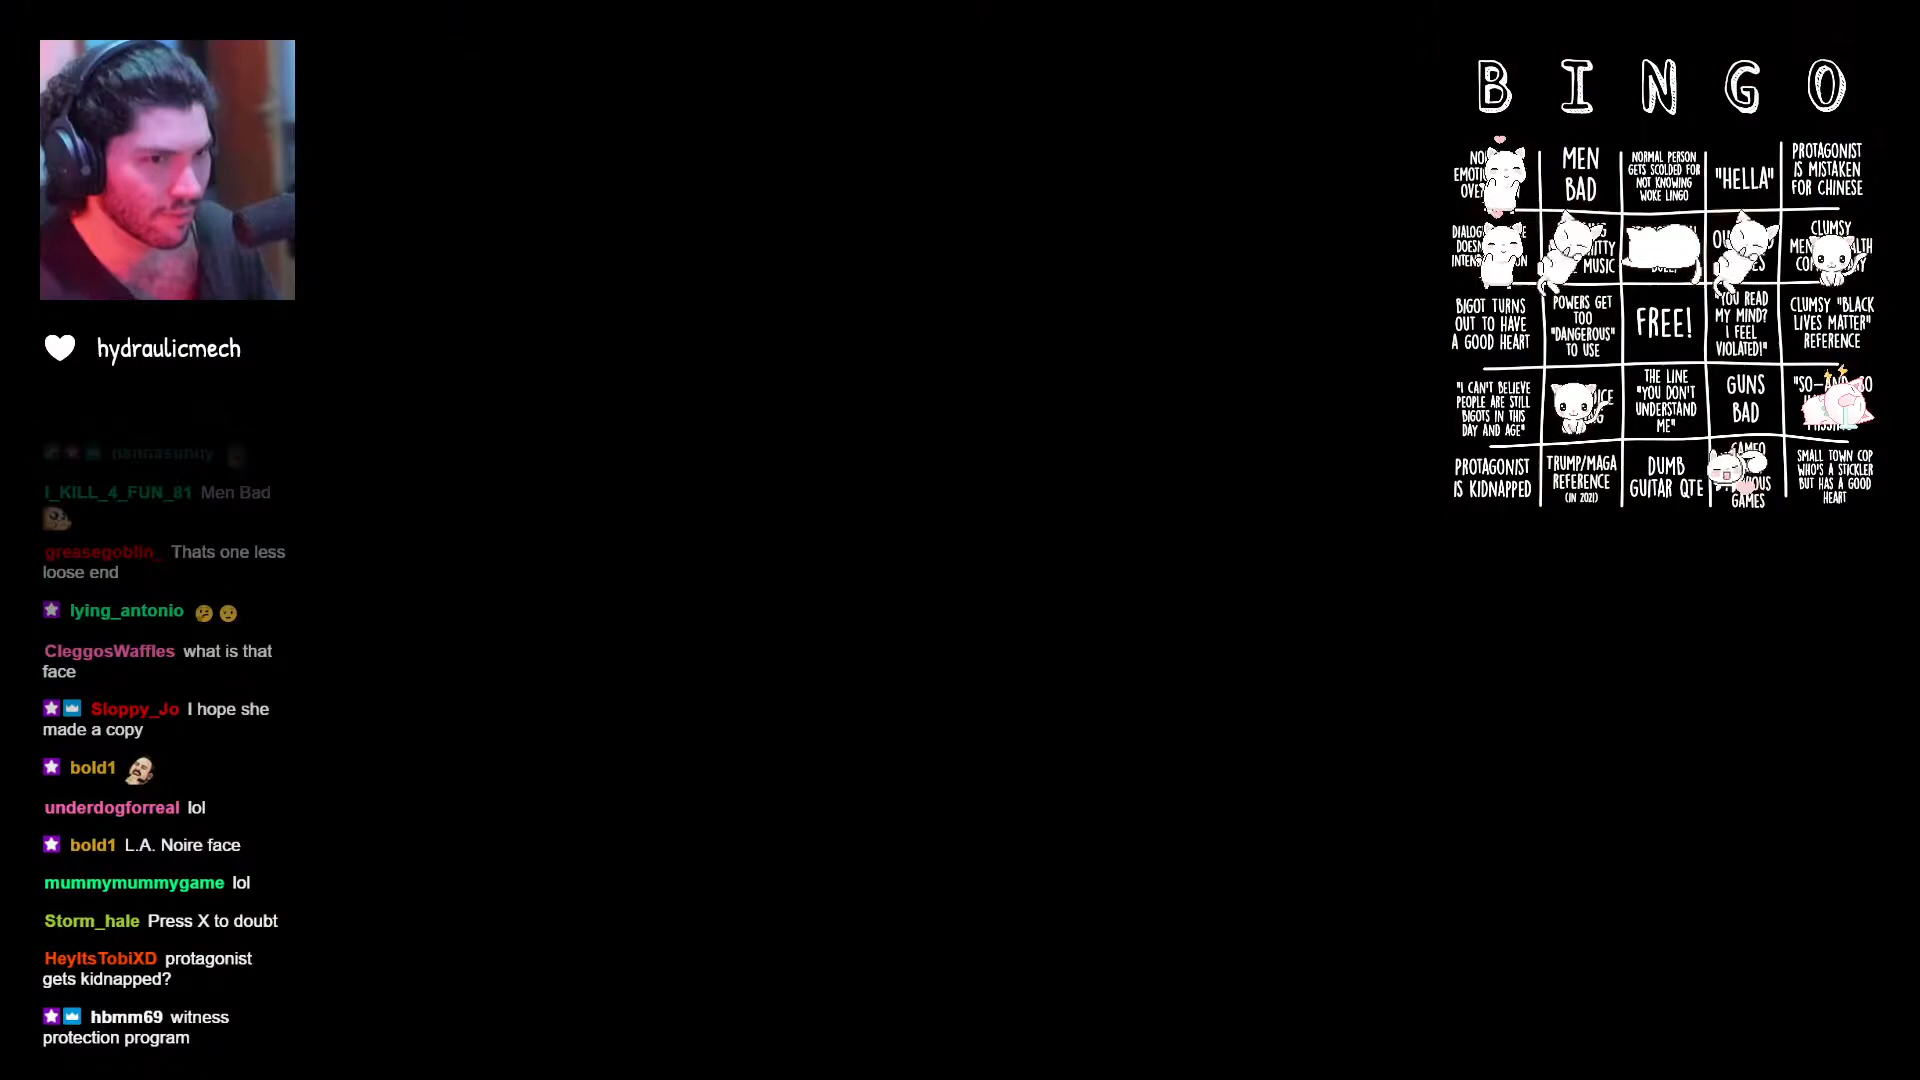 B I N G O
MEN
BAD
NORMAL PERSON
GETS SCOLDED FOR
NOT KNOWING
WOKE LINGO
"HELLA"
PROTAGONIST
IS MISTAKEN
FOR CHINESE
MUSIC
CLUMSY
BIGOT TURNS
OUT TO HAVE
A GOOD HEART
POWERS GET
TOO
"DANGEROUS"
TO USE
FREE!
"YOU READ
MY MIND?
I FEEL
VIOLATED!"
CLUMSY "BLACK
LIVES MATTER"
REFERENCE
"I CAN'T BELIEVE
PEOPLE ARE STILL
BIGOTS IN THIS
DAY AND AGE"
THE LINE
"YOU DON'T
UNDERSTAND
ME"
GUNS
BAD
PROTAGONIST
IS KIDNAPPED
TRUMP/MAGA
REFERENCE
(IN 2021)
DUMB
GUITAR QTE
GAMES
SMALL TOWN COP
WHO'S A STICKLER
BUT HAS A GOOD
HEART
hydraulicmech
I_KILL_4_FUN_81 Men Bad
greasegoblin_ Thats one less
loose end
lying_antonio
CleggosWaffles what is that
face
Sloppy_Jo I hope she
made a copy
bold1
underdogforreal lol
bold1 L.A. Noire face
mummymummygame lol
Storm_hale Press X to doubt
HeyItsTobiXD protagonist
gets kidnapped?
hbmm69 witness
protection program